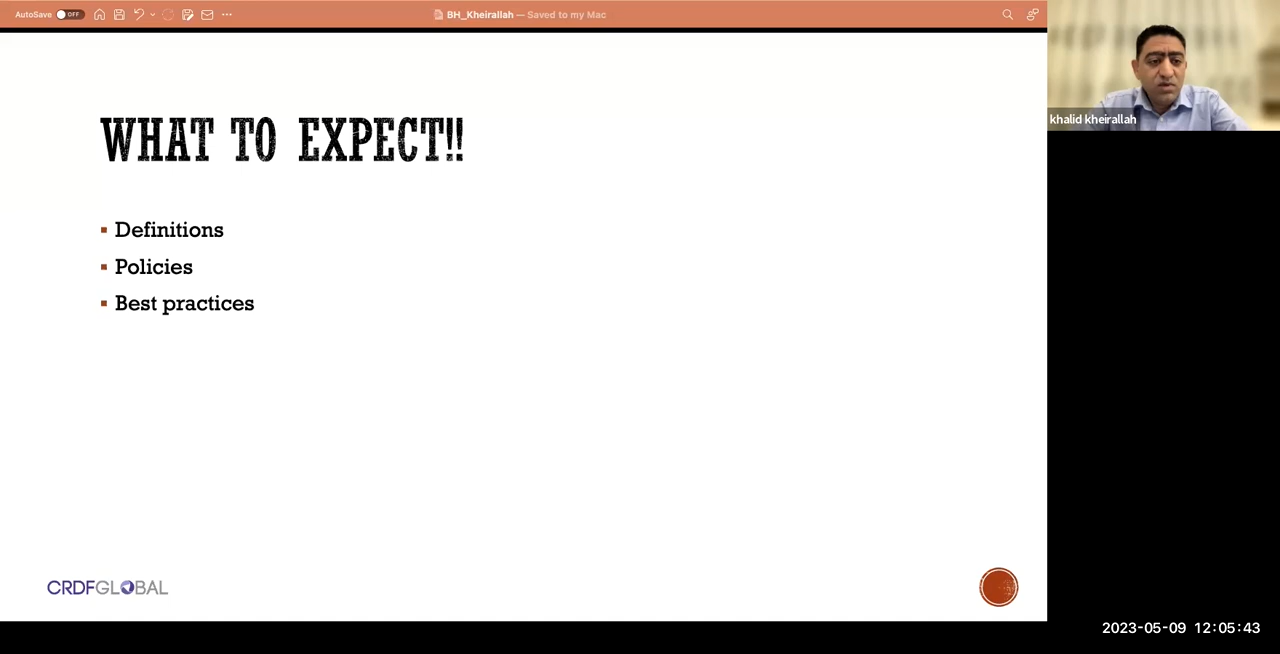 AutoSave OFF
BH_Kheirallah — Saved to my Mac
khalid kheirallah
WHAT TO EXPECT!!
Definitions
Policies
Best practices
CRDFGLOBAL
2023-05-09 12:05:43